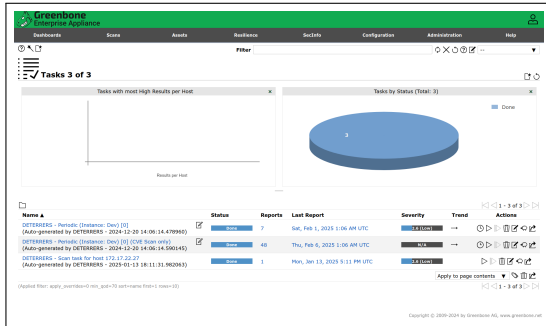 Greenbone
Enterprise Appliance
Dashboards Scans Assets Resilience SecInfo Configuration Administration Help
Filter --
Tasks 3 of 3
Tasks with most High Results per Host ×
Results per Host
Tasks by Status (Total: 3) ×
3
Done
1 - 3 of 3
Name ▲ Status Reports Last Report Severity Trend Actions
DETERRERS - Periodic (Instance: Dev) [0] Done 7 Sat, Feb 1, 2025 1:06 AM UTC 2.6 (Low) →
(Auto-generated by DETERRERS - 2024-12-20 14:06:14.478960)
DETERRERS - Periodic (Instance: Dev) [0] (CVE Scan only) Done 48 Thu, Feb 6, 2025 1:06 AM UTC N/A →
(Auto-generated by DETERRERS - 2024-12-20 14:06:14.590145)
DETERRERS - Scan task for host 172.17.22.27 Done 1 Mon, Jan 13, 2025 5:11 PM UTC 2.6 (Low)
(Auto-generated by DETERRERS - 2025-01-13 18:11:31.982063)
Apply to page contents ▼
(Applied filter: apply_overrides=0 min_qod=70 sort=name first=1 rows=10) 1 - 3 of 3
Copyright © 2009-2024 by Greenbone AG, www.greenbone.net